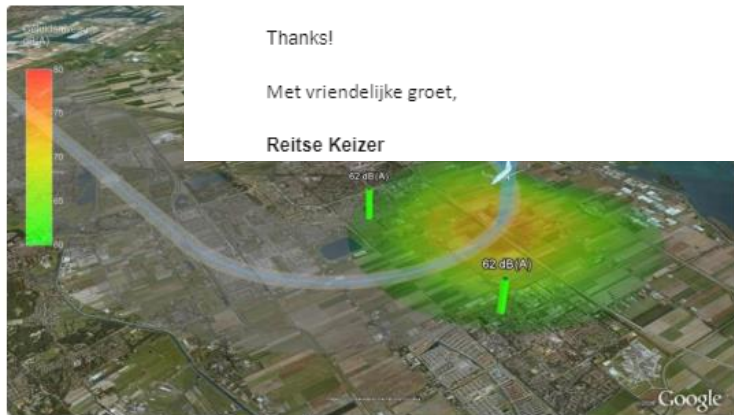 Thanks!
Met vriendelijke groet,
Reitse Keizer
80
75
70
65
60
62 dB(A)
62 dB(A)
Google